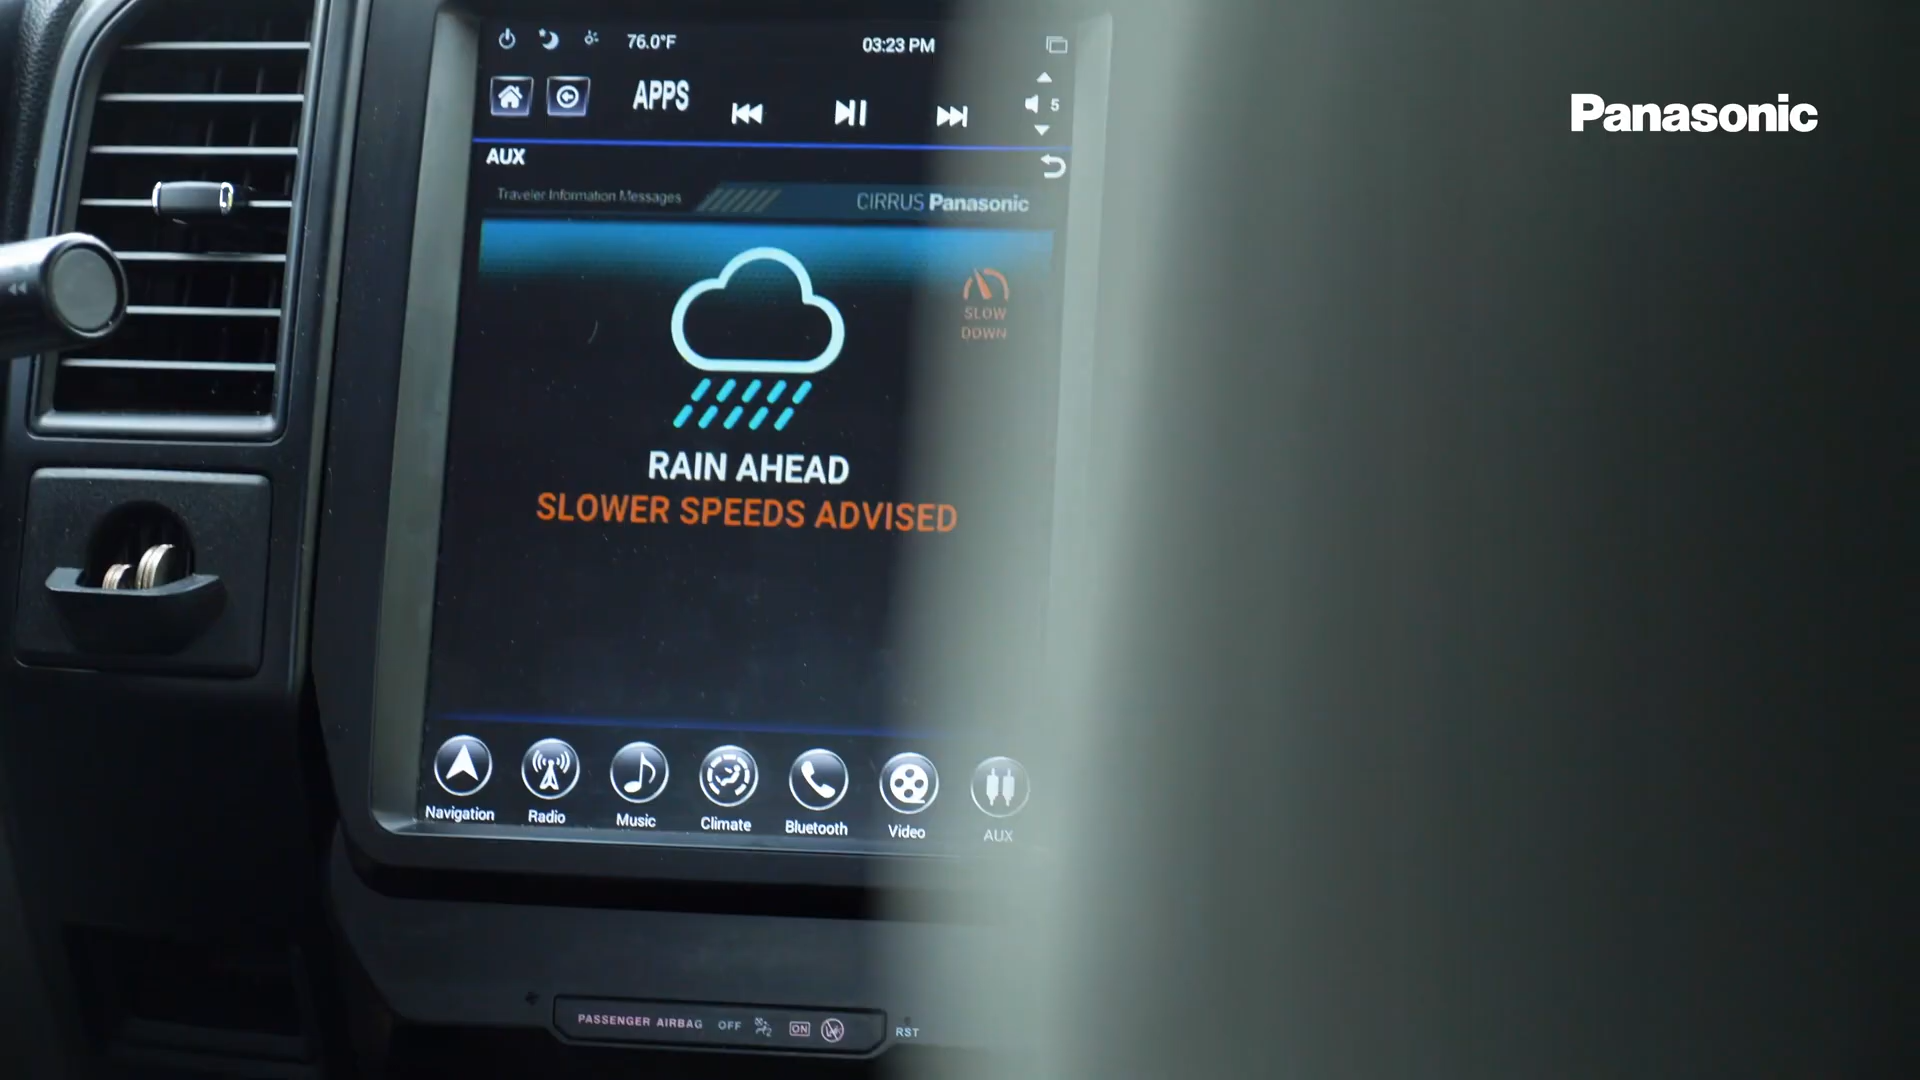 76.0°F
03:23 PM
APPS
5
AUX
Traveler Information Messages
CIRRUS Panasonic
SLOW
DOWN
RAIN AHEAD
SLOWER SPEEDS ADVISED
Navigation
Radio
Music
Climate
Bluetooth
Video
AUX
PASSENGER AIRBAG OFF ON
RST
Panasonic